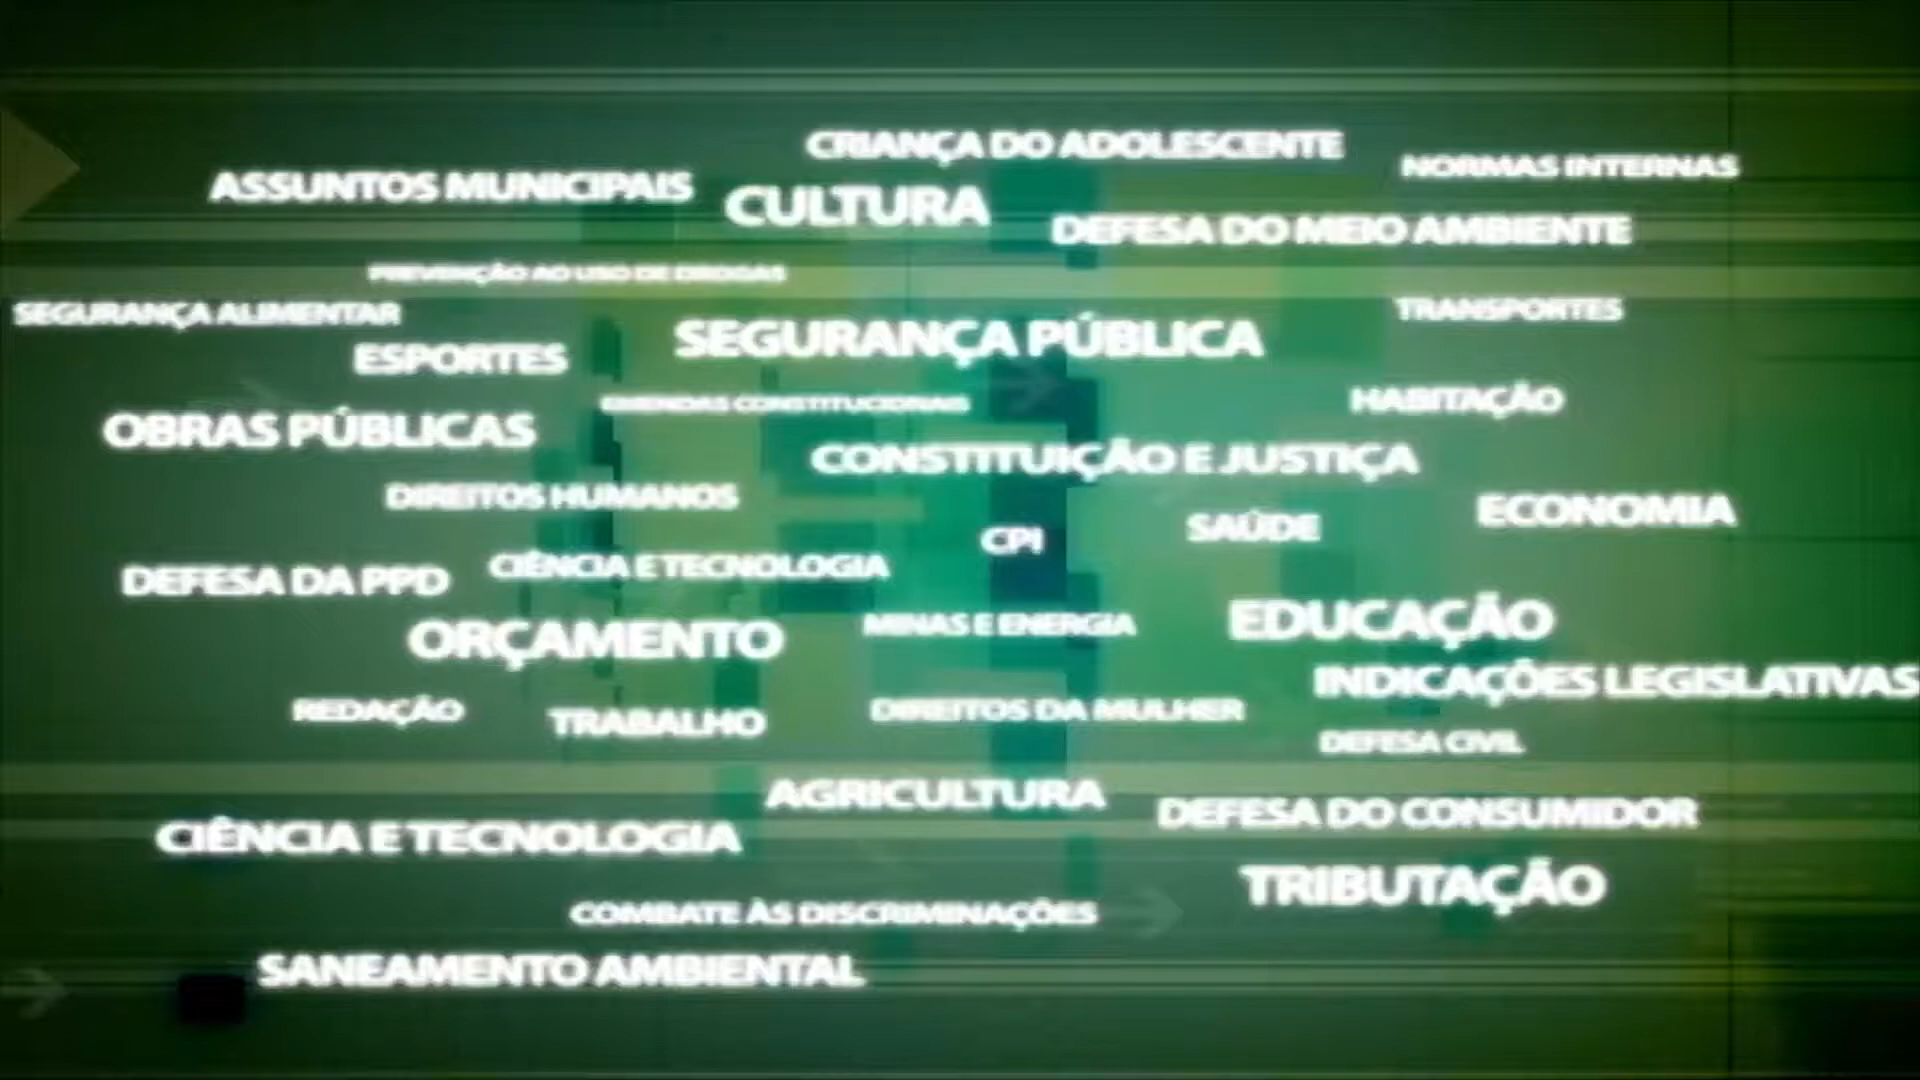 CRIANÇA DO ADOLESCENTE
NORMAS INTERNAS
ASSUNTOS MUNICIPAIS
CULTURA
DEFESA DO MEIO AMBIENTE
PREVENÇÃO AO USO DE DROGAS
SEGURANÇA ALIMENTAR
TRANSPORTES
SEGURANÇA PÚBLICA
ESPORTES
EMENDAS CONSTITUCIONAIS
HABITAÇÃO
OBRAS PÚBLICAS
CONSTITUIÇÃO E JUSTIÇA
DIREITOS HUMANOS
ECONOMIA
SAÚDE
CPI
CIÊNCIA E TECNOLOGIA
DEFESA DA PPD
EDUCAÇÃO
MINAS E ENERGIA
ORÇAMENTO
INDICAÇÕES LEGISLATIVAS
REDAÇÃO
TRABALHO
DIREITOS DA MULHER
DEFESA CIVIL
AGRICULTURA
DEFESA DO CONSUMIDOR
CIÊNCIA E TECNOLOGIA
TRIBUTAÇÃO
COMBATE ÀS DISCRIMINAÇÕES
SANEAMENTO AMBIENTAL